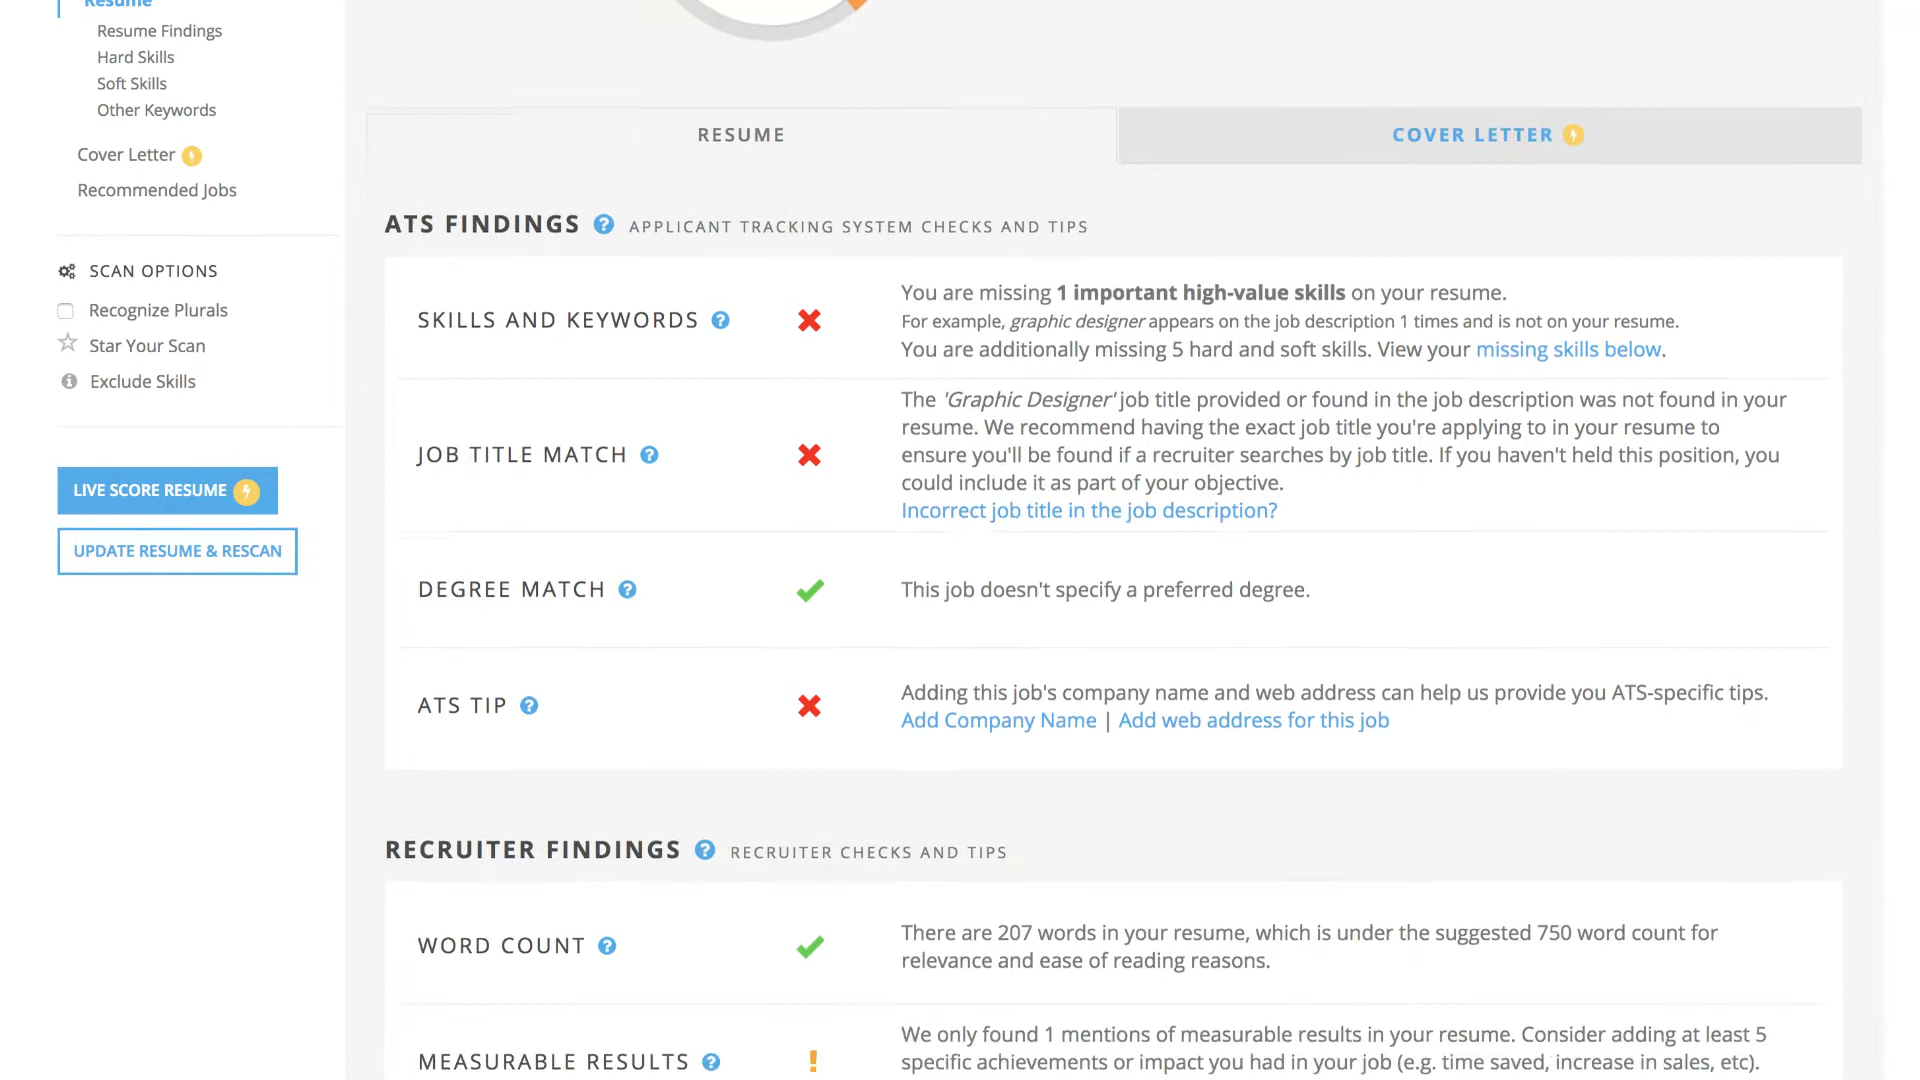 Resume
Resume Findings
Hard Skills
Soft Skills
Other Keywords
Cover Letter
Recommended Jobs
SCAN OPTIONS
Recognize Plurals
Star Your Scan
Exclude Skills
LIVE SCORE RESUME
UPDATE RESUME & RESCAN
RESUME
COVER LETTER
ATS FINDINGS ? APPLICANT TRACKING SYSTEM CHECKS AND TIPS
SKILLS AND KEYWORDS ?
You are missing 1 important high-value skills on your resume.
For example, graphic designer appears on the job description 1 times and is not on your resume.
You are additionally missing 5 hard and soft skills. View your missing skills below.
JOB TITLE MATCH ?
The 'Graphic Designer' job title provided or found in the job description was not found in your
resume. We recommend having the exact job title you're applying to in your resume to
ensure you'll be found if a recruiter searches by job title. If you haven't held this position, you
could include it as part of your objective.
Incorrect job title in the job description?
DEGREE MATCH ?
This job doesn't specify a preferred degree.
ATS TIP ?
Adding this job's company name and web address can help us provide you ATS-specific tips.
Add Company Name | Add web address for this job
RECRUITER FINDINGS ? RECRUITER CHECKS AND TIPS
WORD COUNT ?
There are 207 words in your resume, which is under the suggested 750 word count for
relevance and ease of reading reasons.
MEASURABLE RESULTS ?
We only found 1 mentions of measurable results in your resume. Consider adding at least 5
specific achievements or impact you had in your job (e.g. time saved, increase in sales, etc).